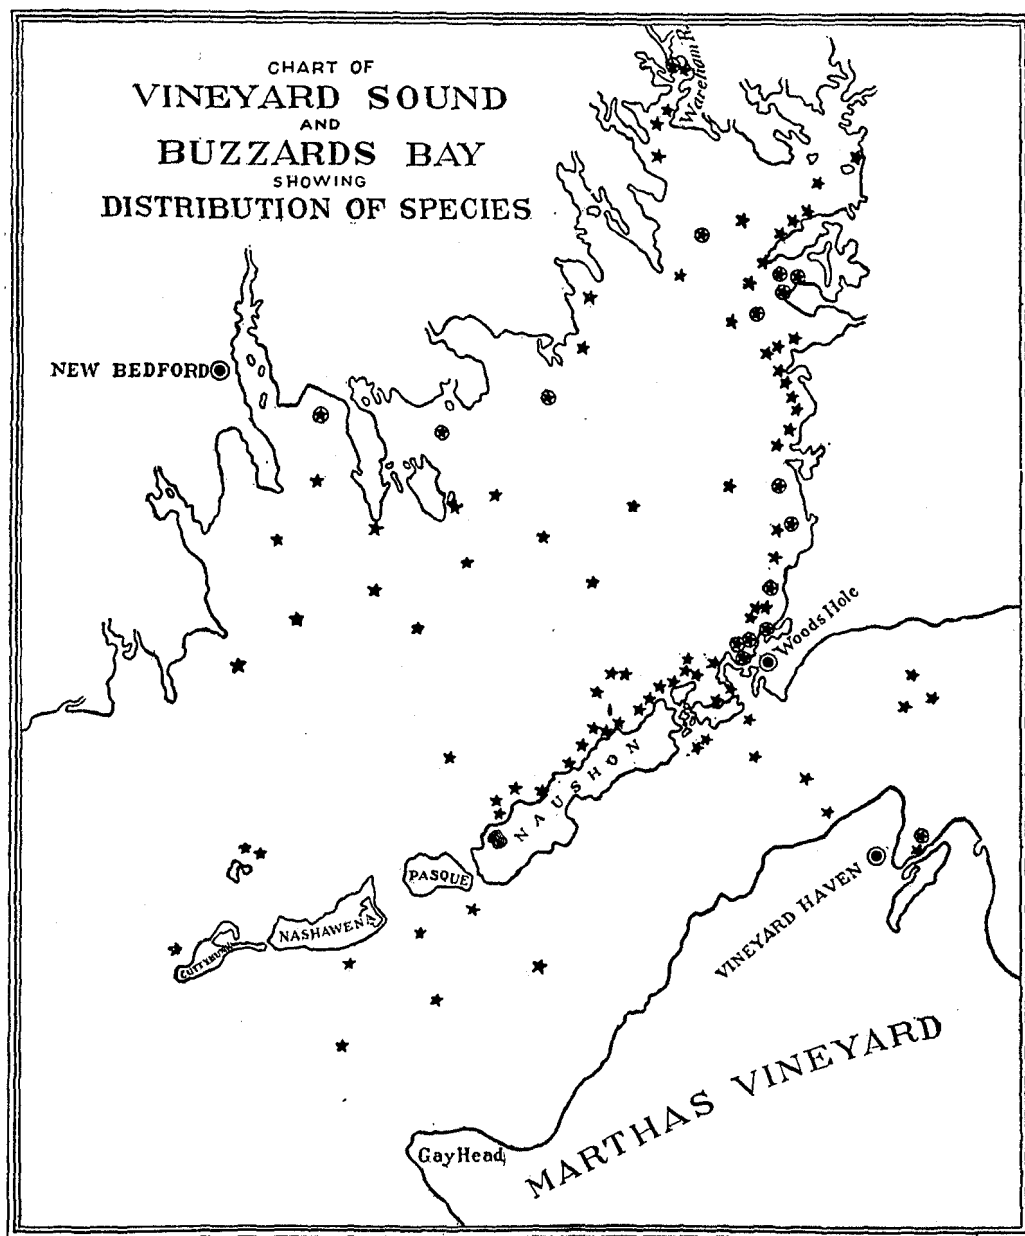 CHART OF
VINEYARD SOUND
AND
BUZZARDS BAY
SHOWING
DISTRIBUTION OF SPECIES
Wareham R.
NEW BEDFORD
Woods Hole
NAUSHON
PASQUE
NASHAWENA
CUTTYHUNK
VINEYARD HAVEN
MARTHAS VINEYARD
Gay Head